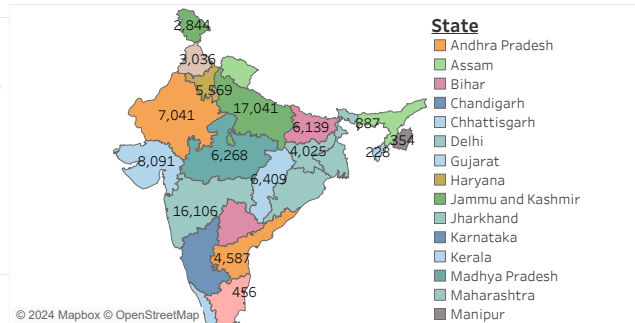 2,844
3,036
5,569
7,041
17,041
6,139
887
354
228
4,025
6,268
8,091
6,409
16,106
4,587
456
© 2024 Mapbox © OpenStreetMap
State
Andhra Pradesh
Assam
Bihar
Chandigarh
Chhattisgarh
Delhi
Gujarat
Haryana
Jammu and Kashmir
Jharkhand
Karnataka
Kerala
Madhya Pradesh
Maharashtra
Manipur